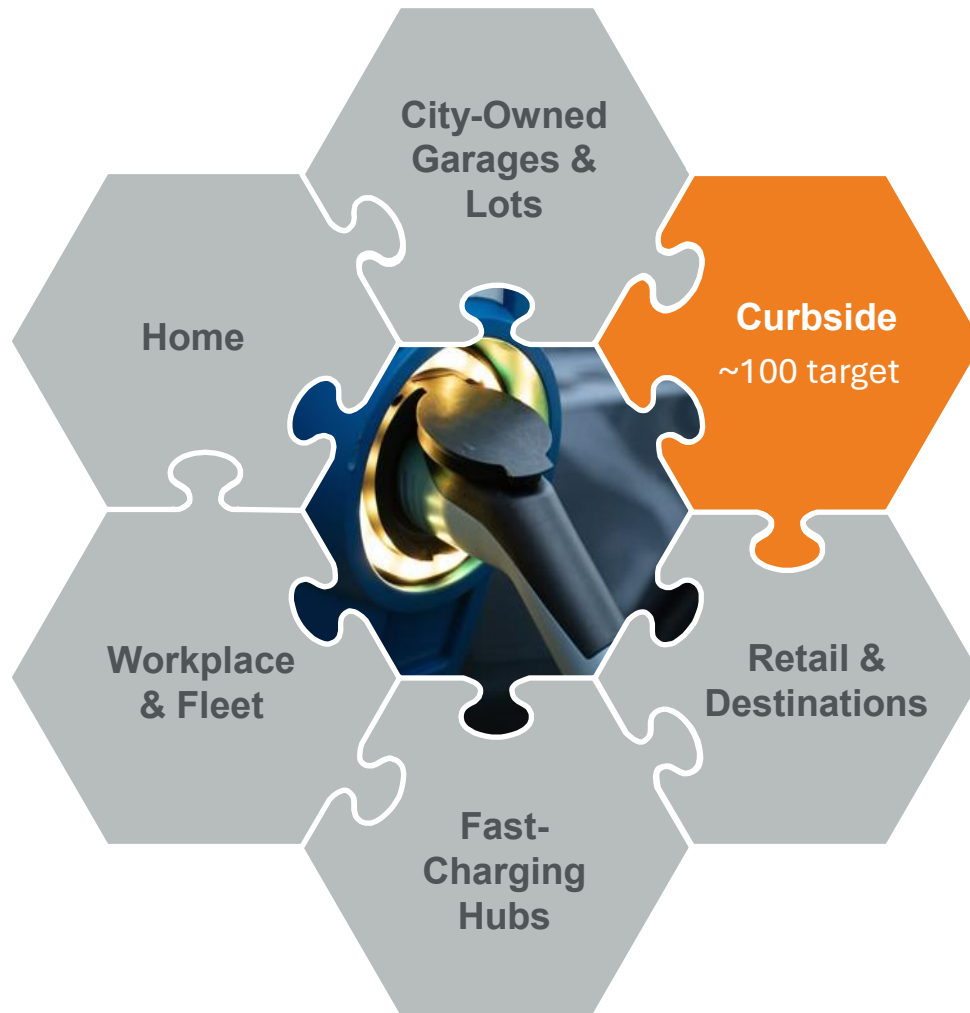 City-Owned
Garages &
Lots
Home
Curbside
~100 target
Workplace
& Fleet
Retail &
Destinations
Fast-
Charging
Hubs